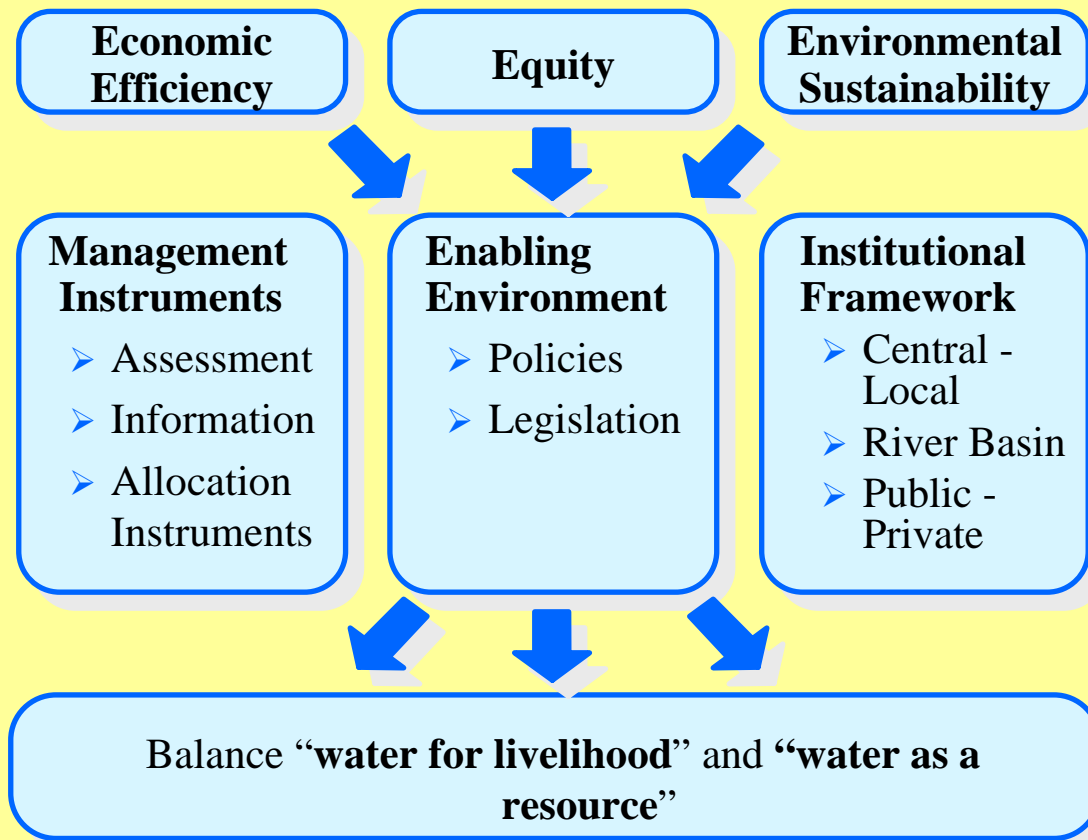 Economic
Efficiency
Equity
Environmental
Sustainability
Management
Instruments
➢ Assessment
➢ Information
➢ Allocation
Instruments
Enabling
Environment
➢ Policies
➢ Legislation
Institutional
Framework
➢ Central -
Local
➢ River Basin
➢ Public -
Private
Balance “water for livelihood” and “water as a
resource”